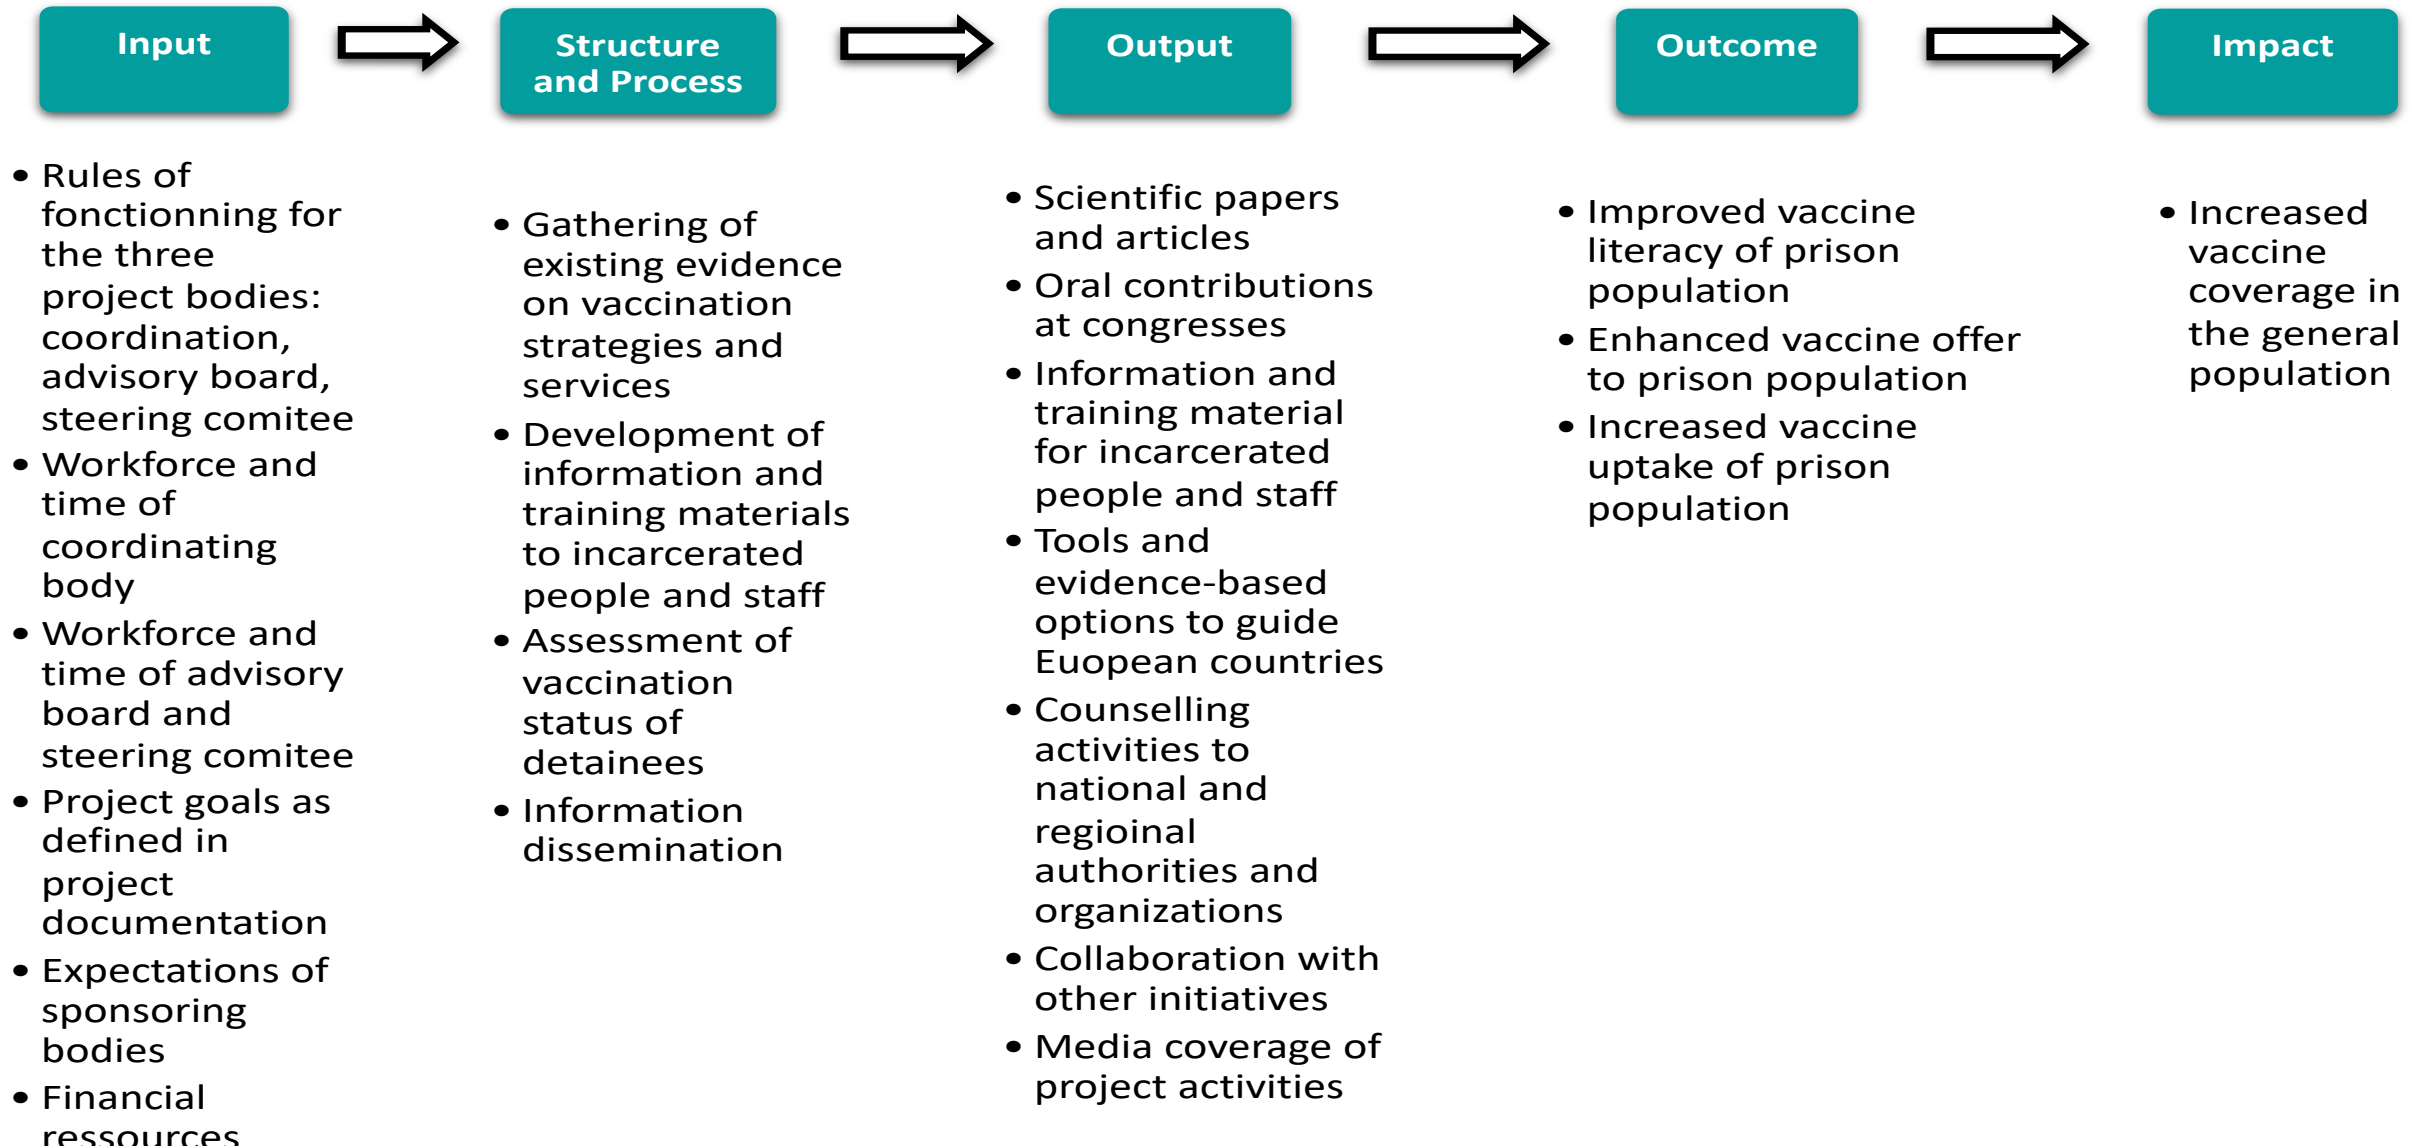 Input
Structure
and Process
Output
Outcome
Impact
• Rules of
fonctionning for
the three
project bodies:
coordination,
advisory board,
steering comitee
• Workforce and
time of
coordinating
body
• Workforce and
time of advisory
board and
steering comitee
• Project goals as
defined in
project
documentation
• Expectations of
sponsoring
bodies
• Financial
ressources
• Gathering of
existing evidence
on vaccination
strategies and
services
• Development of
information and
training materials
to incarcerated
people and staff
• Assessment of
vaccination
status of
detainees
• Information
dissemination
• Scientific papers
and articles
• Oral contributions
at congresses
• Information and
training material
for incarcerated
people and staff
• Tools and
evidence-based
options to guide
Euopean countries
• Counselling
activities to
national and
regioinal
authorities and
organizations
• Collaboration with
other initiatives
• Media coverage of
project activities
• Improved vaccine
literacy of prison
population
• Enhanced vaccine offer
to prison population
• Increased vaccine
uptake of prison
population
• Increased
vaccine
coverage in
the general
population